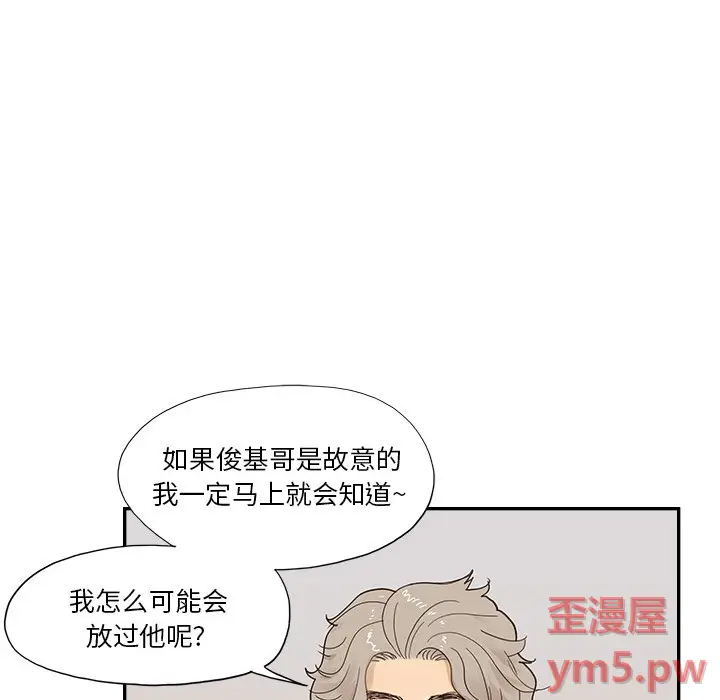 如果俊基哥是故意的
我一定马上就会知道~
我怎么可能会
放过他呢?
歪漫屋
ym5.pw